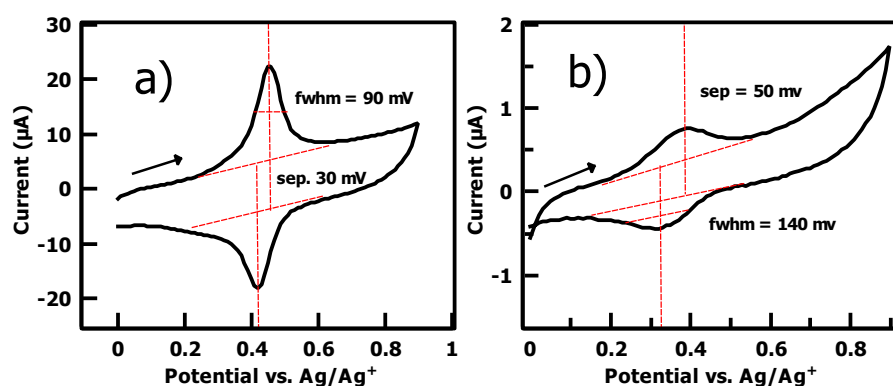 a)
30
20
10
0
-10
-20
Current (µA)
fwhm = 90 mV
sep. 30 mV
0 0.2 0.4 0.6 0.8 1
Potential vs. Ag/Ag⁺
b)
2
1
0
-1
Current (µA)
sep = 50 mv
fwhm = 140 mv
0 0.2 0.4 0.6 0.8
Potential vs. Ag/Ag⁺